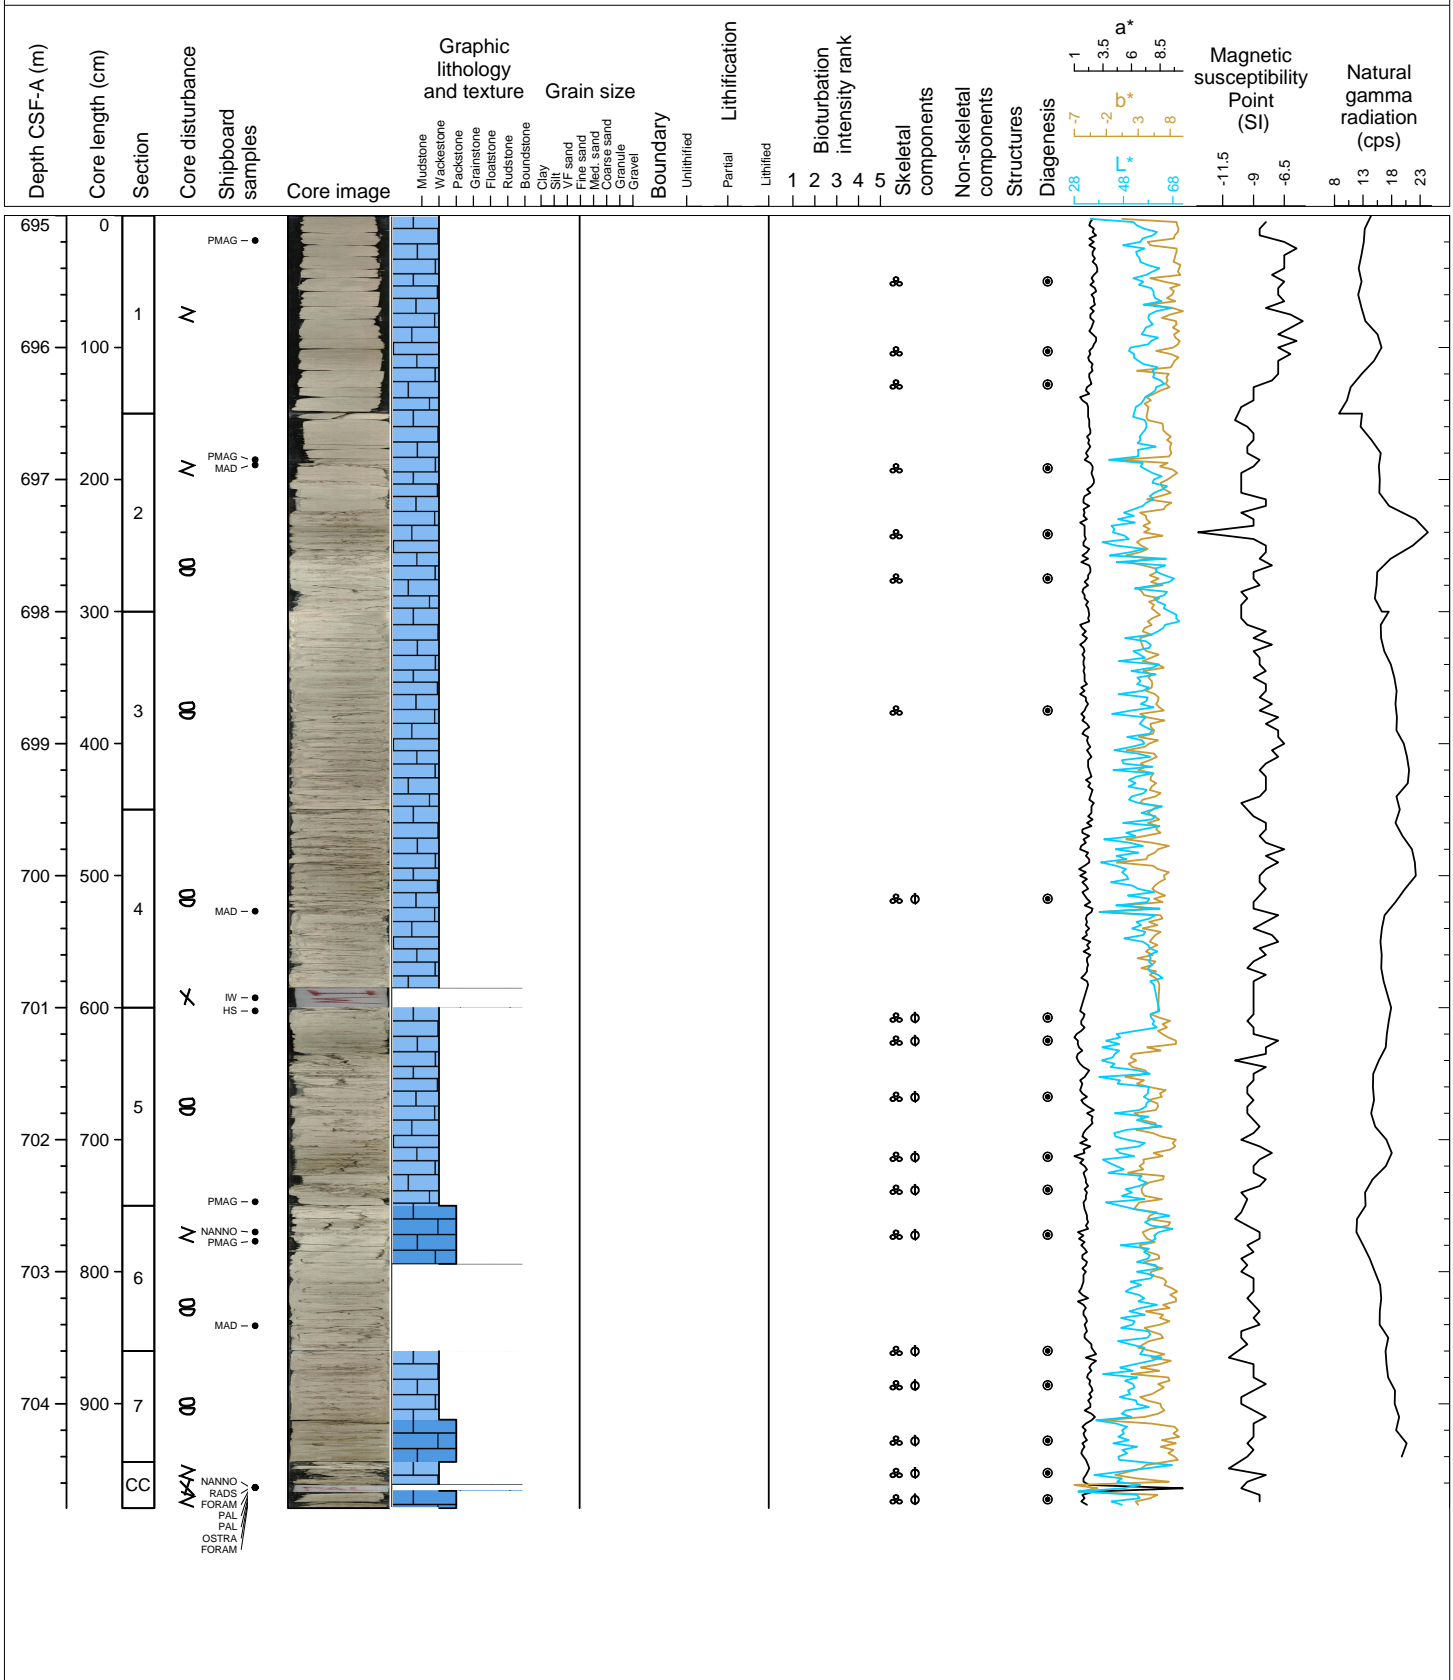 Depth CSF-A (m)
Core length (cm)
Section
Core disturbance
Shipboard
samples
Core image
Graphic
lithology
and texture
Mudstone
Wackestone
Packstone
Grainstone
Floatstone
Rudstone
Boundstone
Grain size
Clay
Silt
VF sand
Fine sand
Med. sand
Coarse sand
Granule
Gravel
Boundary
Lithification
Unlithified
Partial
Lithified
Bioturbation
intensity rank
1 2 3 4 5
Skeletal
components
Non-skeletal
components
Structures
Diagenesis
a*
1 3.5 6 8.5
b*
-7 -2 3 8
L*
28 48 68
Magnetic
susceptibility
Point
(SI)
-11.5 -9 -6.5
Natural
gamma
radiation
(cps)
8 13 18 23
695 0
PMAG
1
696 100
PMAG
MAD
697 200
2
698 300
3
699 400
700 500
4
MAD
IW
701 600
HS
5
702 700
PMAG
NANNO
PMAG
703 800
6
MAD
704 900
7
CC
NANNO
RADS
FORAM
PAL
PAL
OSTRA
FORAM